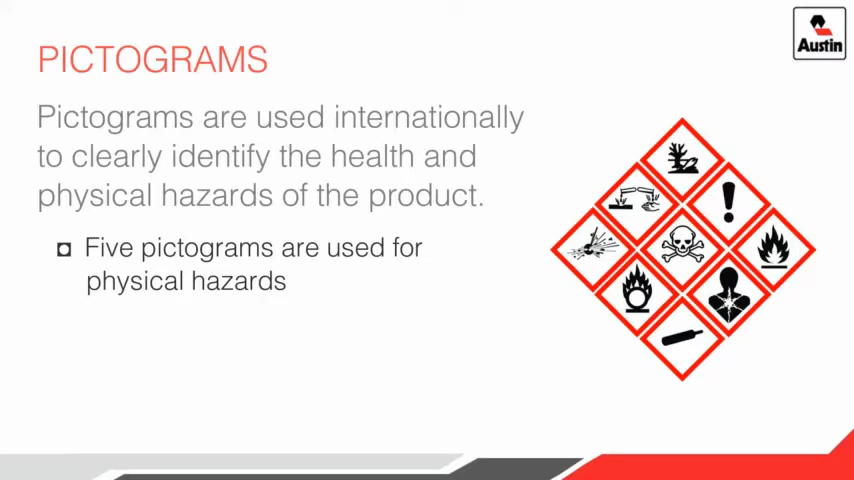 Austin
PICTOGRAMS
Pictograms are used internationally
to clearly identify the health and
physical hazards of the product.
Five pictograms are used for
physical hazards